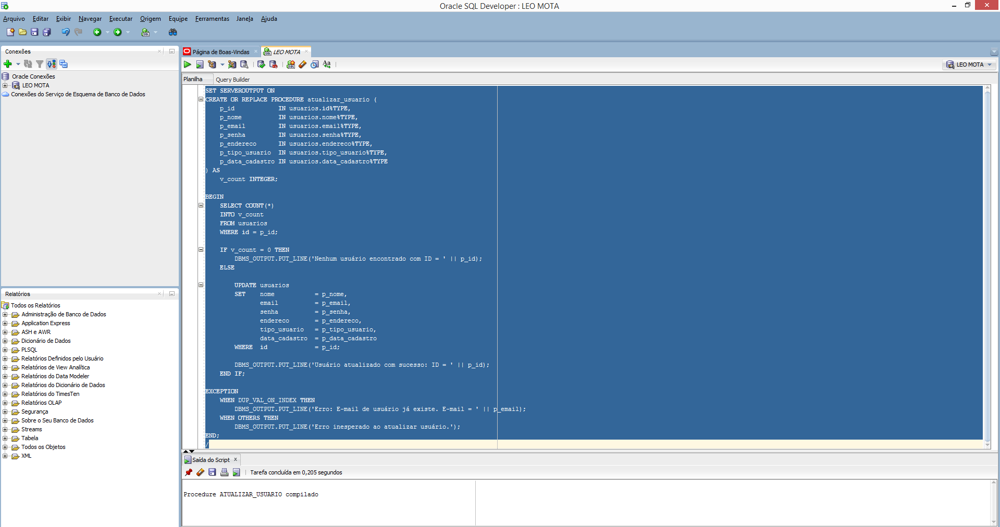 Oracle SQL Developer : LEO MOTA
Arquivo Editar Exibir Navegar Executar Origem Equipe Ferramentas Janela Ajuda
Conexões
Oracle Conexões
LEO MOTA
Conexões do Serviço de Esquema de Banco de Dados
Relatórios
Todos os Relatórios
Administração de Banco de Dados
Application Express
ASH e AWR
Dicionário de Dados
PLSQL
Relatórios Definidos pelo Usuário
Relatórios de View Analítica
Relatórios do Data Modeler
Relatórios do Dicionário de Dados
Relatórios do TimesTen
Relatórios OLAP
Segurança
Sobre o Seu Banco de Dados
Streams
Tabela
Todos os Objetos
XML
Página de Boas-Vindas LEO MOTA
LEO MOTA
Planilha Query Builder
SET SERVEROUTPUT ON
CREATE OR REPLACE PROCEDURE atualizar_usuario (
    p_id            IN usuarios.id%TYPE,
    p_nome          IN usuarios.nome%TYPE,
    p_email         IN usuarios.email%TYPE,
    p_senha         IN usuarios.senha%TYPE,
    p_endereco      IN usuarios.endereco%TYPE,
    p_tipo_usuario  IN usuarios.tipo_usuario%TYPE,
    p_data_cadastro IN usuarios.data_cadastro%TYPE
) AS
    v_count INTEGER;
BEGIN
    SELECT COUNT(*)
    INTO v_count
    FROM usuarios
    WHERE id = p_id;
    IF v_count = 0 THEN
        DBMS_OUTPUT.PUT_LINE('Nenhum usuário encontrado com ID = ' || p_id);
    ELSE
        UPDATE usuarios
        SET    nome           = p_nome,
               email          = p_email,
               senha          = p_senha,
               endereco       = p_endereco,
               tipo_usuario   = p_tipo_usuario,
               data_cadastro  = p_data_cadastro
        WHERE  id             = p_id;
        DBMS_OUTPUT.PUT_LINE('Usuário atualizado com sucesso: ID = ' || p_id);
    END IF;
EXCEPTION
    WHEN DUP_VAL_ON_INDEX THEN
        DBMS_OUTPUT.PUT_LINE('Erro: E-mail de usuário já existe. E-mail = ' || p_email);
    WHEN OTHERS THEN
        DBMS_OUTPUT.PUT_LINE('Erro inesperado ao atualizar usuário.');
END;
/
Saída do Script
Tarefa concluída em 0,205 segundos
Procedure ATUALIZAR_USUARIO compilado